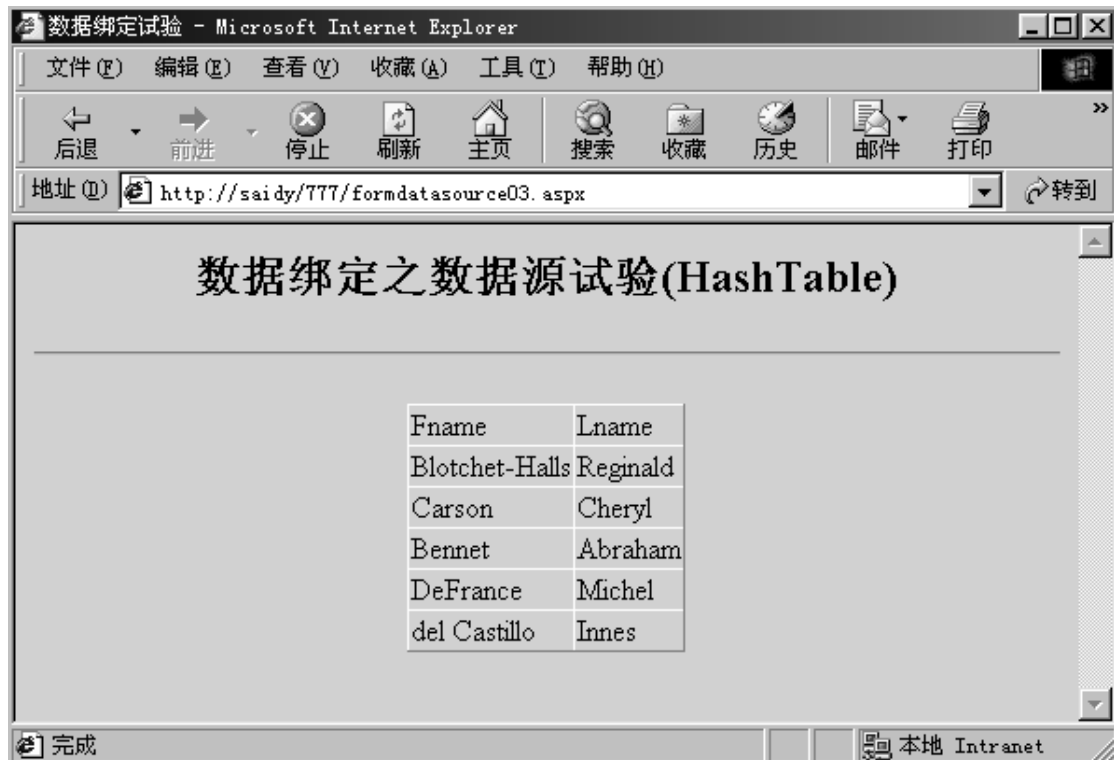 数据绑定试验 - Microsoft Internet Explorer
文件(F) 编辑(E) 查看(V) 收藏(A) 工具(T) 帮助(H)
后退 前进 停止 刷新 主页 搜索 收藏 历史 邮件 打印 »
地址(D) http://saidy/777/formdatasource03.aspx 转到
数据绑定之数据源试验(HashTable)
Fname Lname
Blotchet-Halls Reginald
Carson Cheryl
Bennet Abraham
DeFrance Michel
del Castillo Innes
完成 本地 Intranet